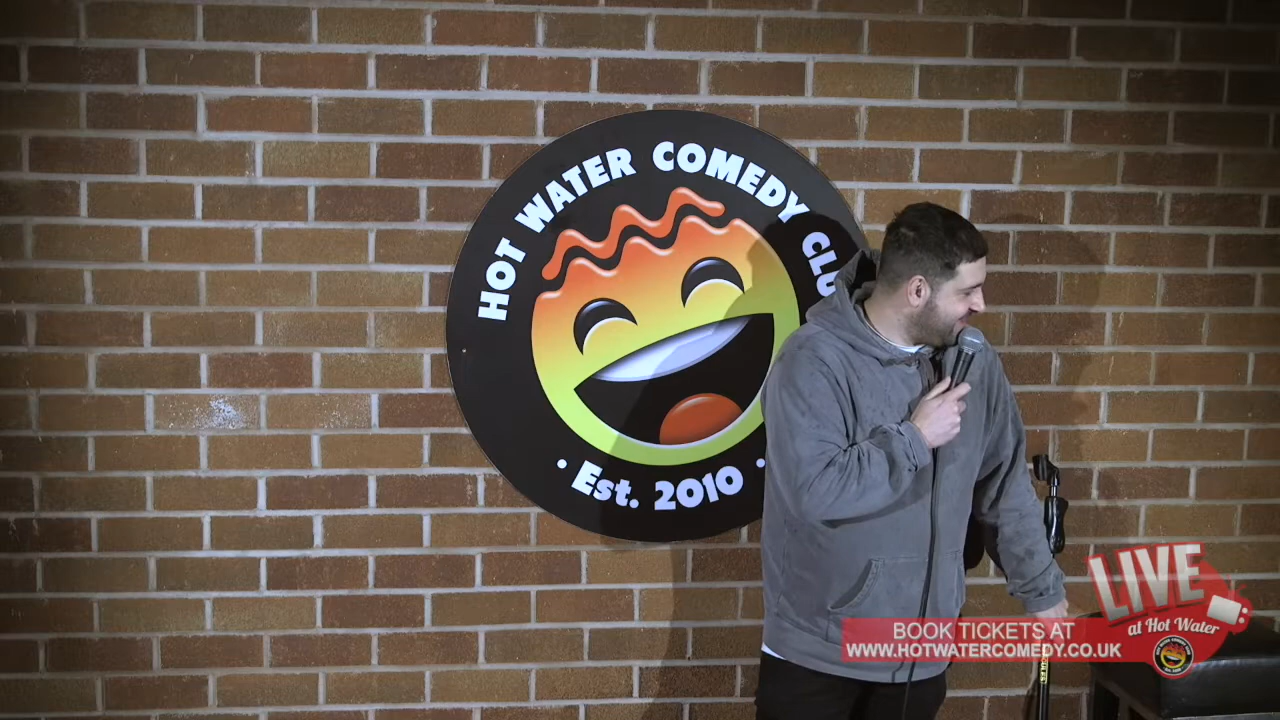 HOT WATER COMEDY CLU
· Est. 2010 ·
LIVE
at Hot Water
BOOK TICKETS AT
WWW.HOTWATERCOMEDY.CO.UK